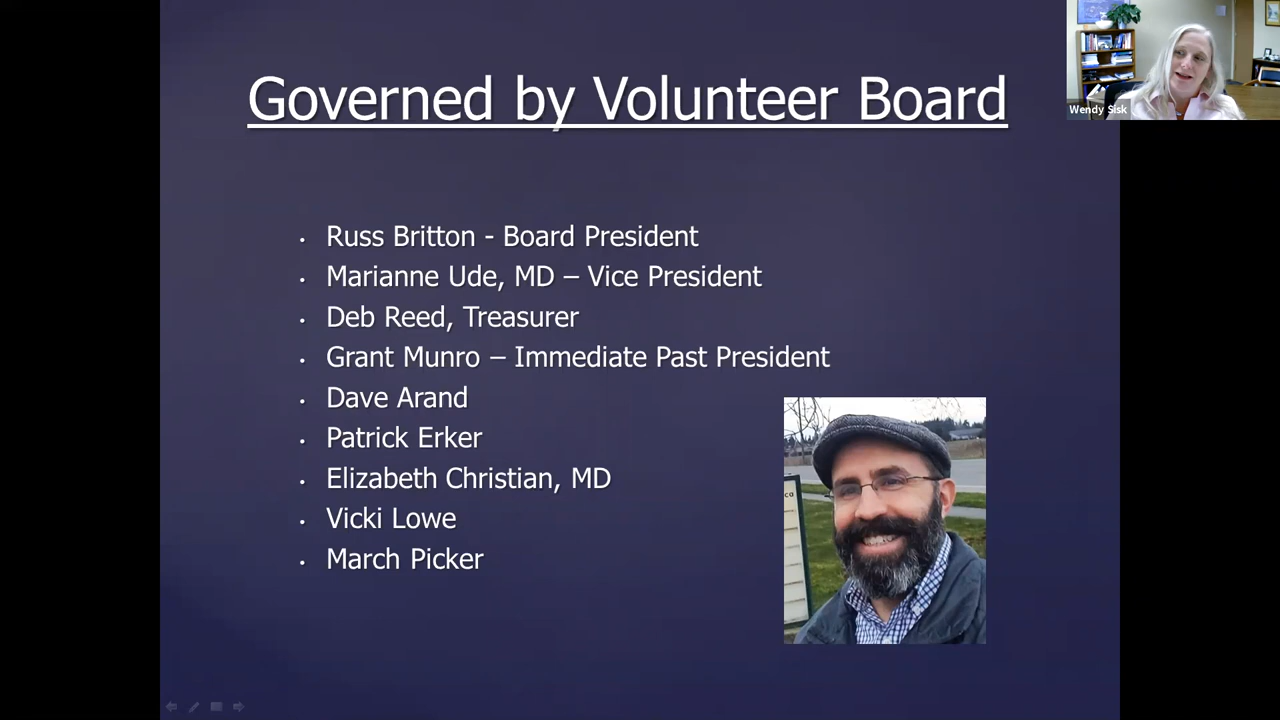 Governed by Volunteer Board
Wendy Sisk
• Russ Britton - Board President
• Marianne Ude, MD – Vice President
• Deb Reed, Treasurer
• Grant Munro – Immediate Past President
• Dave Arand
• Patrick Erker
• Elizabeth Christian, MD
• Vicki Lowe
• March Picker
ca